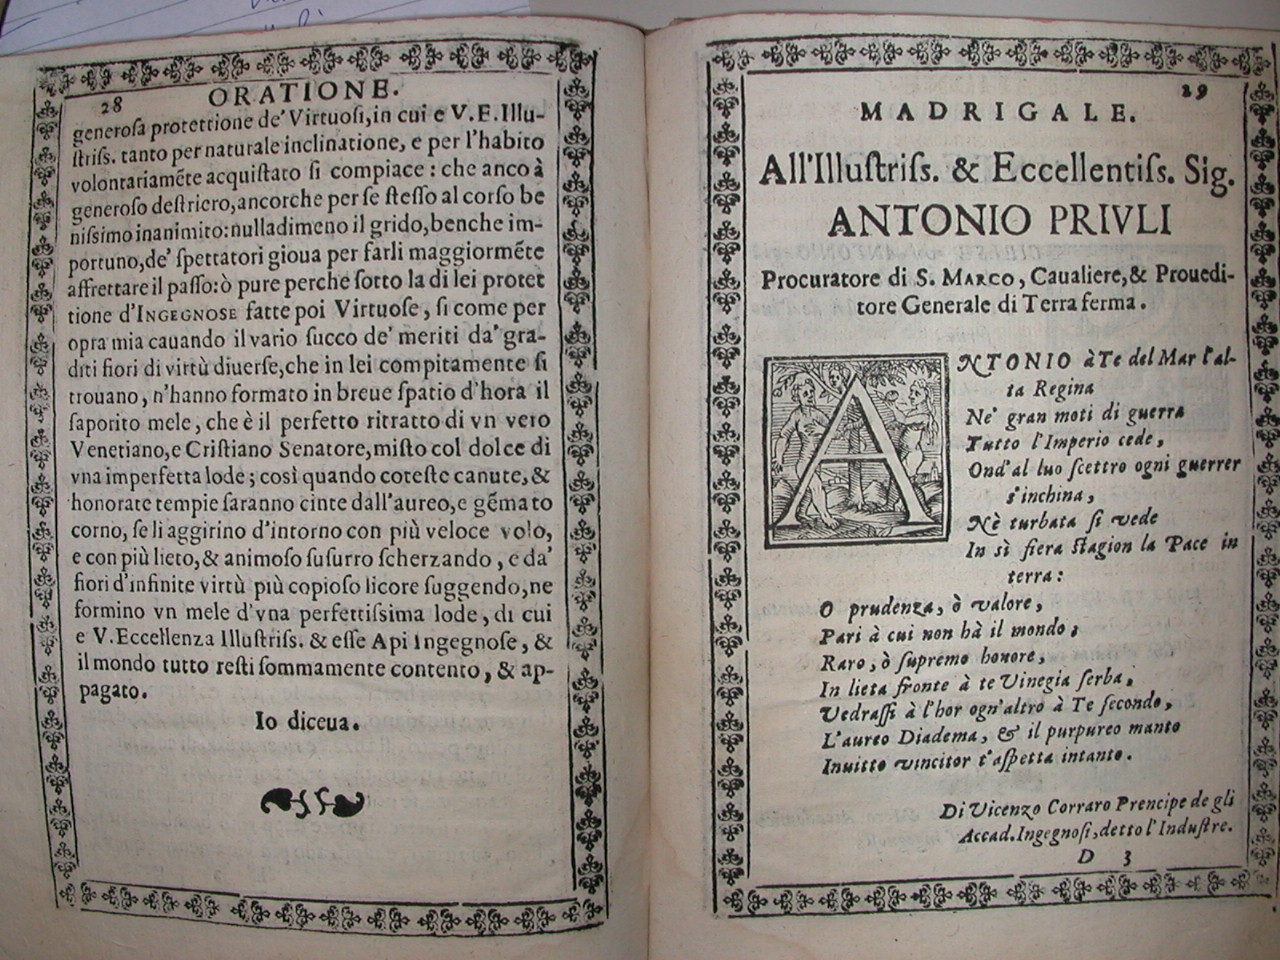 28
ORATIONE.
generoſa protettione de' Virtuoſi, in cui e V. E. Illu-
ſtriſs. tanto per naturale inclinatione, e per l'habito
volontariamẽte acquiſtato ſi compiace : che anco à
generoſo deſtriero, ancorche per ſe ſteſſo al corſo be
niſsimo inanimito: nulladimeno il grido, benche im-
portuno, de' ſpettatori gioua per farli maggiormẽte
affrettare il paſſo: ò pure perche ſotto la di lei protet
tione d'INGEGNOSE fatte poi Virtuoſe, ſi come per
opra mia cauando il vario ſucco de' meriti da' gra-
diti fiori di virtù diuerſe, che in lei compitamente ſi
trouano, n'hanno formato in breue ſpatio d'hora il
ſaporito mele, che è il perfetto ritratto di vn vero
Venetiano, e Criſtiano Senatore, miſto col dolce di
vna imperfetta lode; così quando coteſte canute, &
honorate tempie ſaranno cinte dall'aureo, e gẽmato
corno, ſe li aggirino d'intorno con più veloce volo,
e con più lieto, & animoſo ſuſurro ſcherzando, e da'
fiori d'infinite virtù più copioſo licore ſuggendo, ne
formino vn mele d'vna perfettiſsima lode, di cui
e V. Eccellenza Illuſtriſs. & eſſe Api Ingegnoſe, &
il mondo tutto reſti ſommamente contento, & ap-
pagato.
Io diceua.
29
MADRIGALE.
All'Illuſtriſs. & Eccellentiſs. Sig.
ANTONIO PRIVLI
Procuratore di S. MARCO, Caualiere, & Prouedi-
tore Generale di Terra ferma.
ANTONIO à Te del Mar l'al-
ta Regina
Ne' gran moti di guerra
Tutto l'Imperio cede,
Ond'al tuo ſcettro ogni guerrer
s'inchina,
Nè turbata ſi vede
In sì fiera ſtagion la Pace in
terra:
O prudenza, ò valore,
Pari à cui non hà il mondo,
Raro, ò ſupremo honore,
In lieta fronte à te Vinegia ſerba,
Vedraſſi à l'hor ogn'altro à Te ſecondo,
L'aureo Diadema, & il purpureo manto
Inuitto vincitor t'aſpetta intanto.
Di Vicenzo Corraro Prencipe de gli
Accad. Ingegnoſi, detto l'Induſtre.
D 3